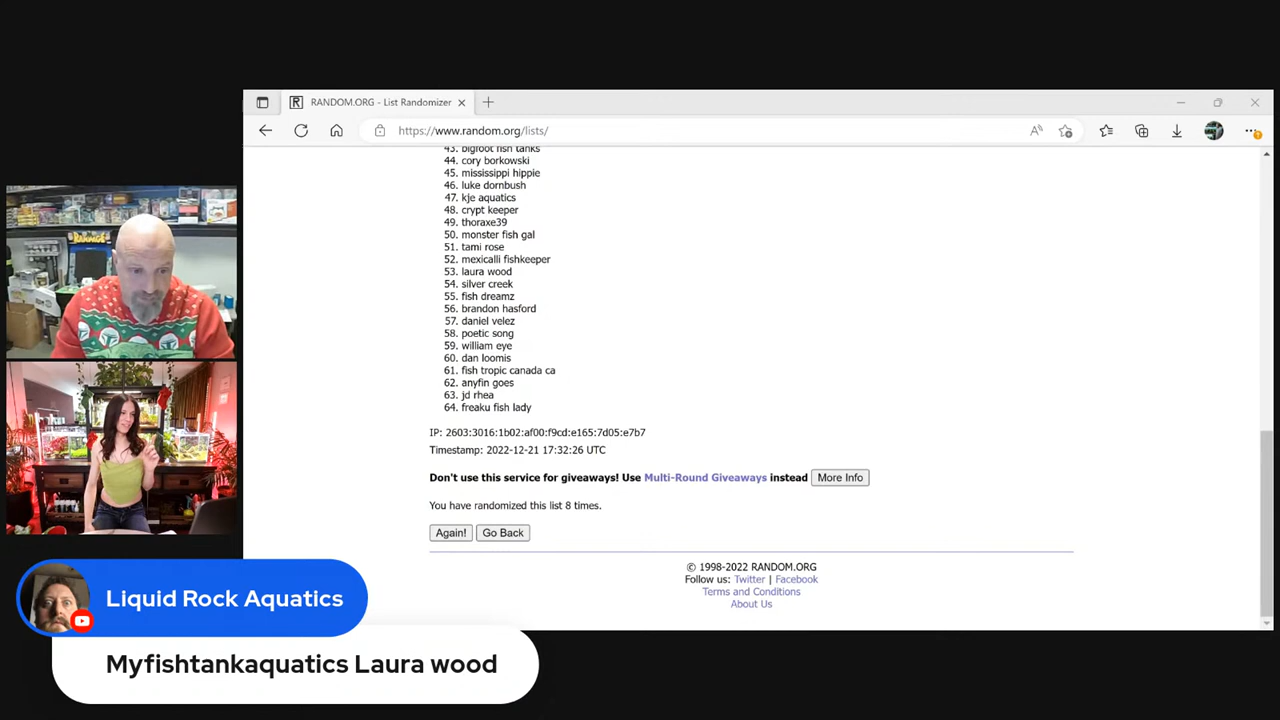 RANDOM.ORG - List Randomizer
https://www.random.org/lists/
43. bigfoot fish tanks
44. cory borkowski
45. mississippi hippie
46. luke dornbush
47. kje aquatics
48. crypt keeper
49. thoraxe39
50. monster fish gal
51. tami rose
52. mexicalli fishkeeper
53. laura wood
54. silver creek
55. fish dreamz
56. brandon hasford
57. daniel velez
58. poetic song
59. william eye
60. dan loomis
61. fish tropic canada ca
62. anyfin goes
63. jd rhea
64. freaku fish lady
IP: 2603:3016:1b02:af00:f9cd:e165:7d05:e7b7
Timestamp: 2022-12-21 17:32:26 UTC
Don't use this service for giveaways! Use Multi-Round Giveaways instead More Info
You have randomized this list 8 times.
Again! Go Back
© 1998-2022 RANDOM.ORG
Follow us: Twitter | Facebook
Terms and Conditions
About Us
Liquid Rock Aquatics
Myfishtankaquatics Laura wood